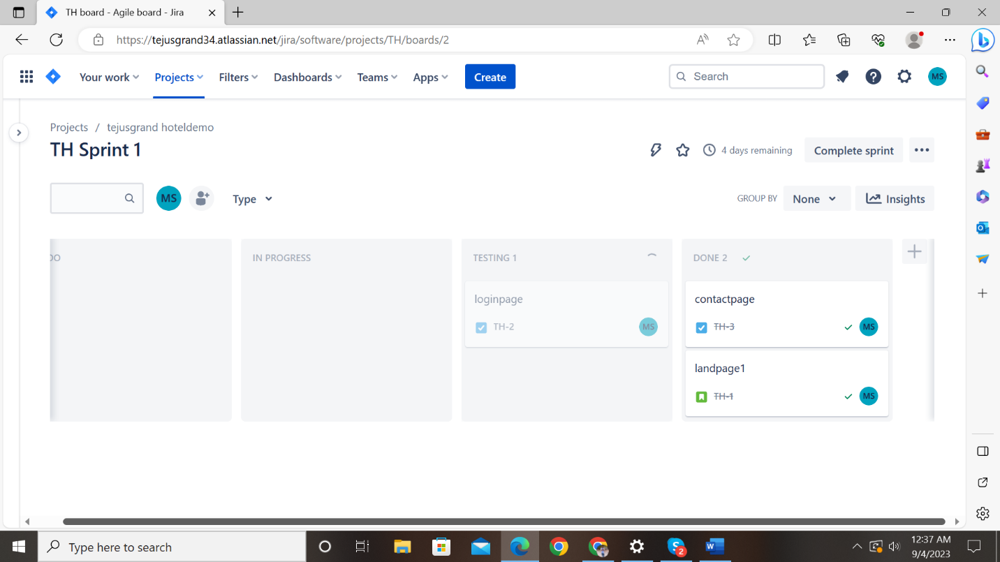 TH board - Agile board - Jira
https://tejusgrand34.atlassian.net/jira/software/projects/TH/boards/2
Your work Projects Filters Dashboards Teams Apps Create Search MS
Projects / tejusgrand hoteldemo
TH Sprint 1
4 days remaining Complete sprint
MS Type GROUP BY None Insights
DO IN PROGRESS TESTING 1 DONE 2
loginpage contactpage
TH-2 MS TH-3 MS
landpage1
TH-1 MS
Type here to search 2 W 12:37 AM
9/4/2023